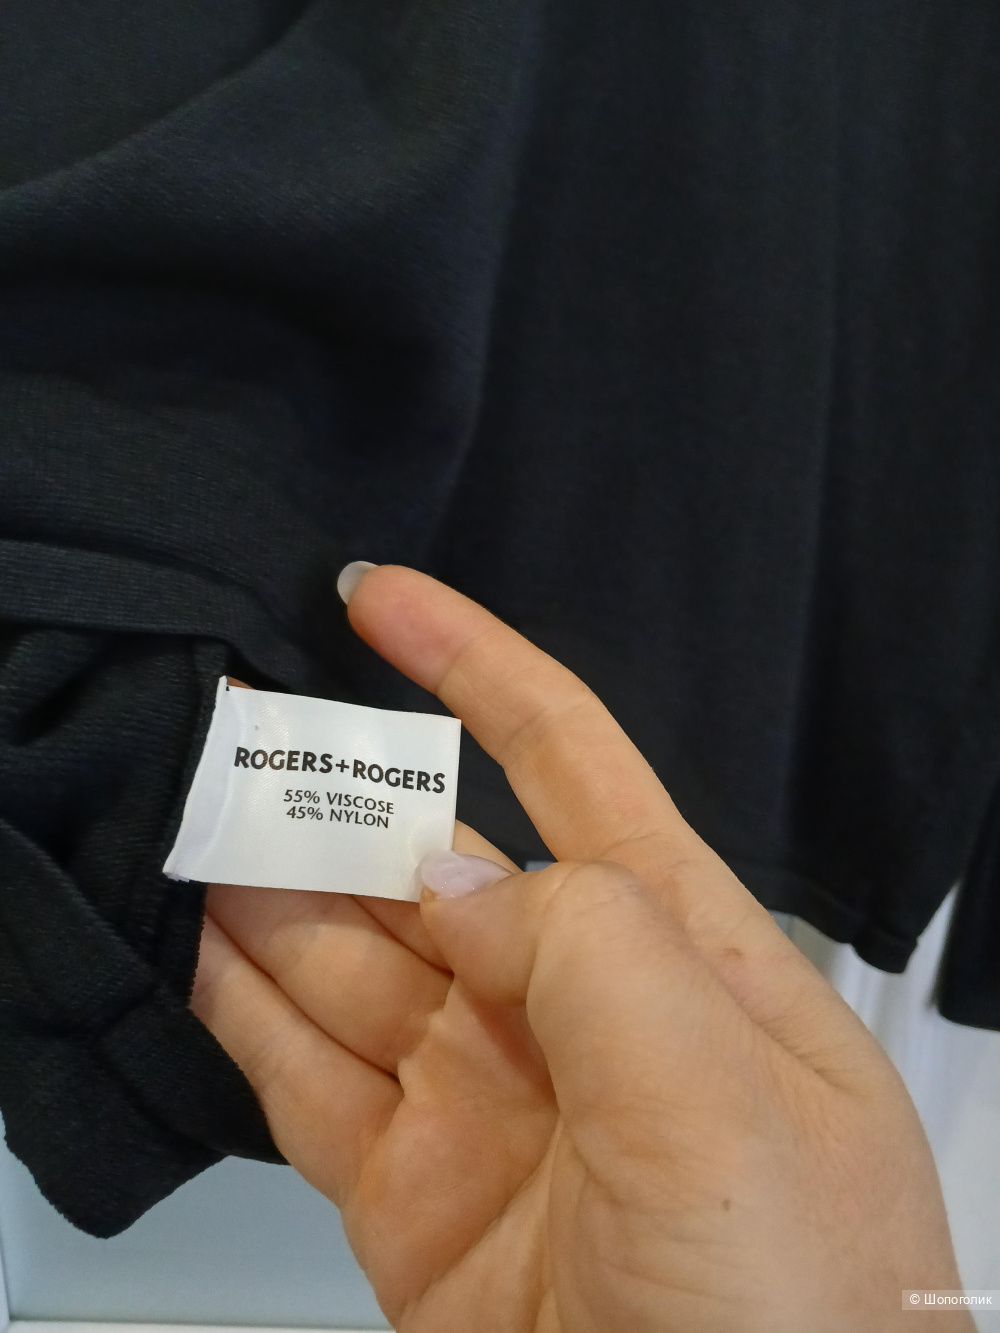 ROGERS+ROGERS
55% VISCOSE
45% NYLON
© Шопоголик